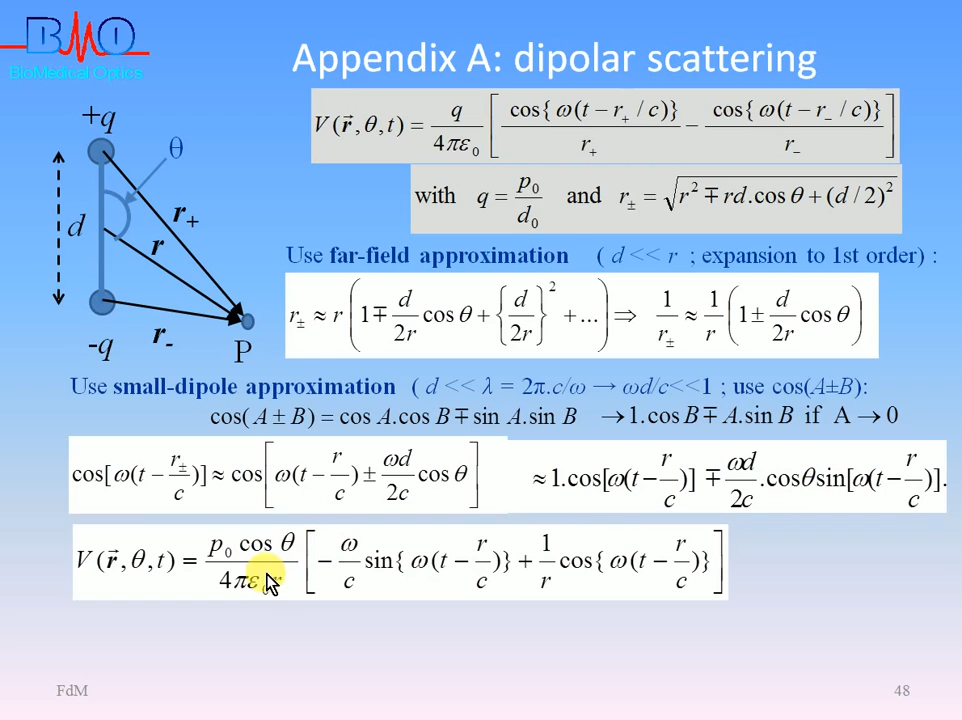 BMO
BioMedical Optics
Appendix A: dipolar scattering
+q
θ
d
r₊
r
r₋
-q
P
V(r⃗,θ,t) = q/4πε₀ [ cos{ω(t − r₊/c)}/r₊ − cos{ω(t − r₋/c)}/r₋ ]
with q = p₀/d₀ and r± = √(r² ∓ rd.cos θ + (d/2)²)
Use far-field approximation ( d << r ; expansion to 1st order) :
r± ≈ r (1 ∓ d/2r cos θ + {d/2r}² + ...) ⇒ 1/r± ≈ 1/r (1 ± d/2r cos θ)
Use small-dipole approximation ( d << λ = 2π.c/ω → ωd/c<<1 ; use cos(A±B):
cos(A ± B) = cos A.cos B ∓ sin A.sin B → 1.cos B ∓ A.sin B if A → 0
cos[ω(t − r±/c)] ≈ cos[ω(t − r/c) ± ωd/2c cos θ] ≈ 1.cos[ω(t − r/c)] ∓ ωd/2c .cosθsin[ω(t − r/c)].
V(r⃗,θ,t) = p₀ cos θ/4πε₀r [ − ω/c sin{ω(t − r/c)} + 1/r cos{ω(t − r/c)} ]
FdM
48